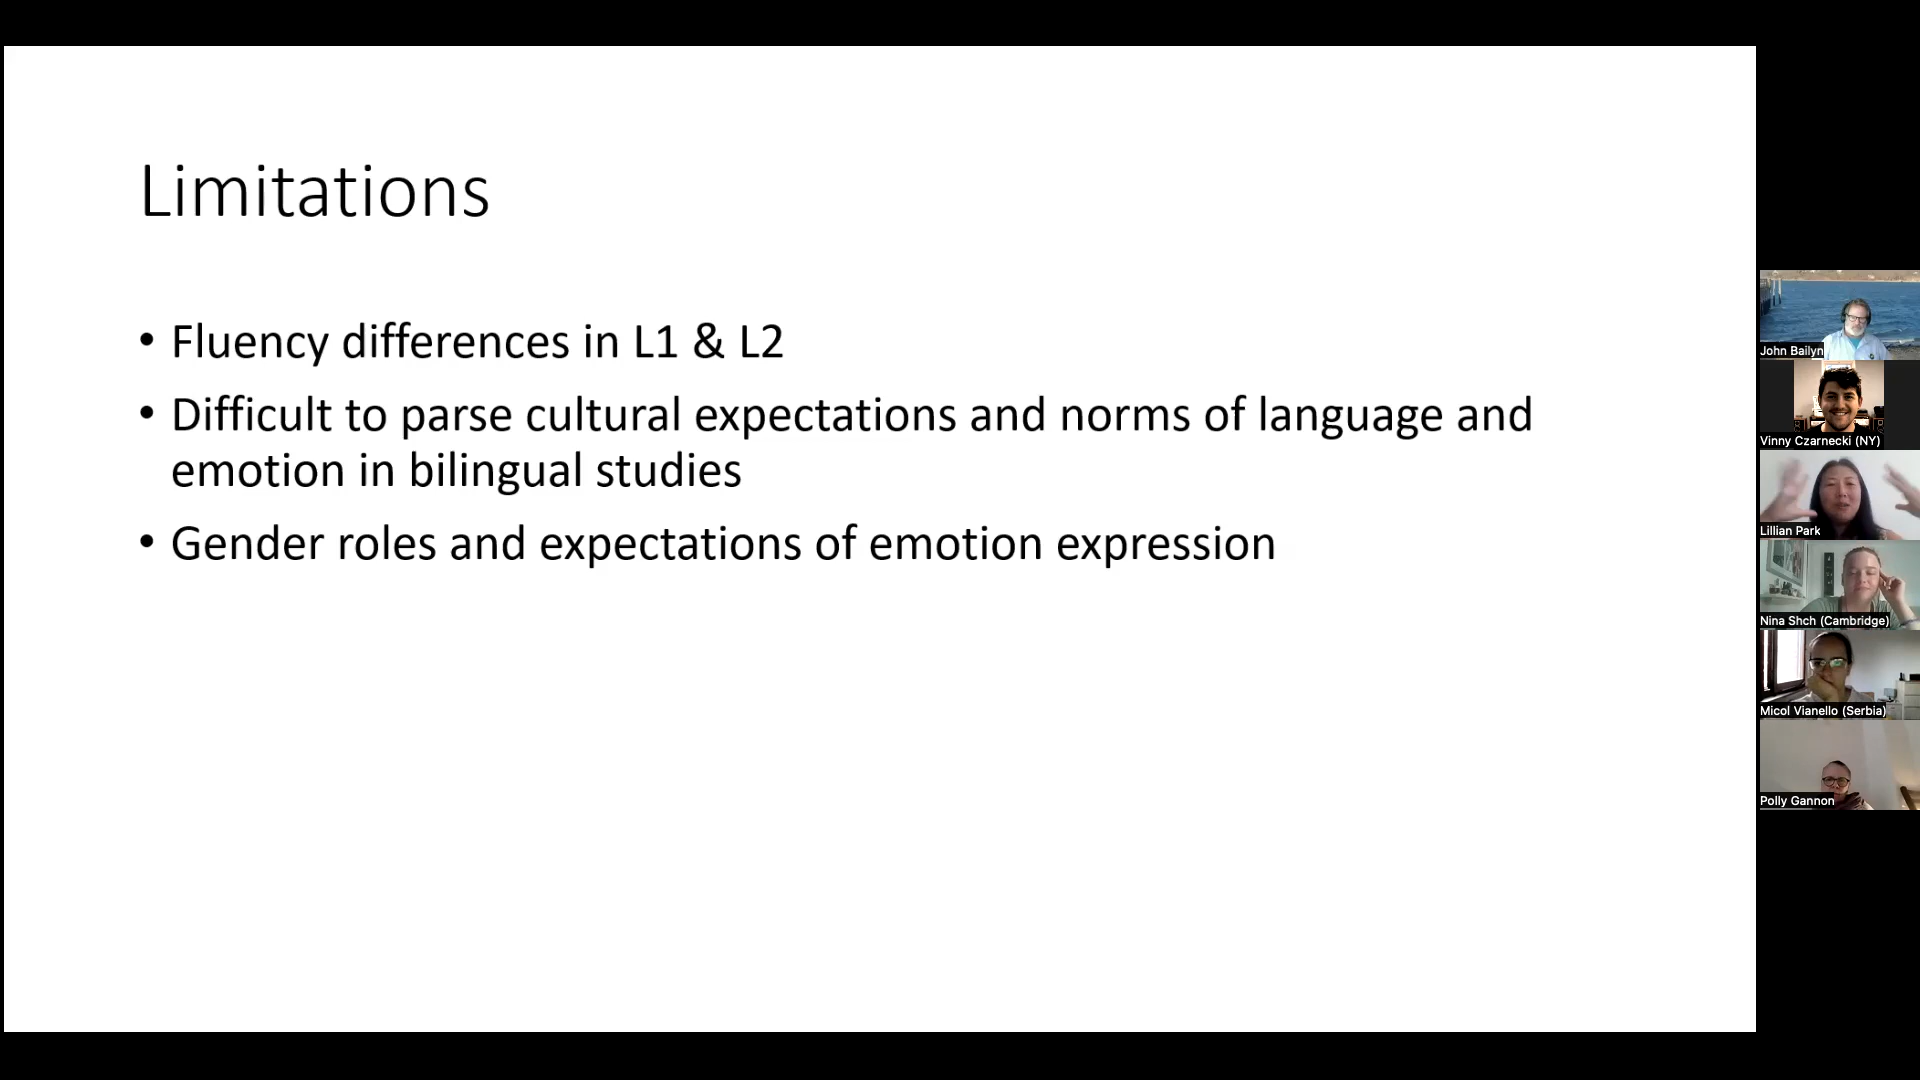 Limitations
• Fluency differences in L1 & L2
• Difficult to parse cultural expectations and norms of language and
emotion in bilingual studies
• Gender roles and expectations of emotion expression
John Bailyn
Vinny Czarnecki (NY)
Lillian Park
Nina Shch (Cambridge)
Micol Vianello (Serbia)
Polly Gannon